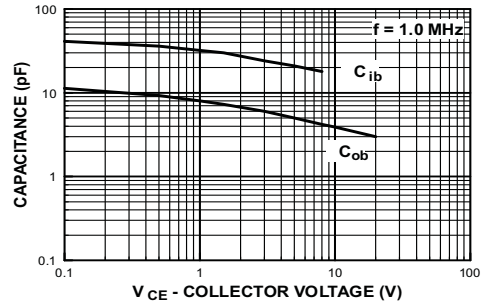 100
f = 1.0 MHz
C ib
10
C ob
1
0.1
0.1
1
10
100
CAPACITANCE (pF)
V CE - COLLECTOR VOLTAGE (V)